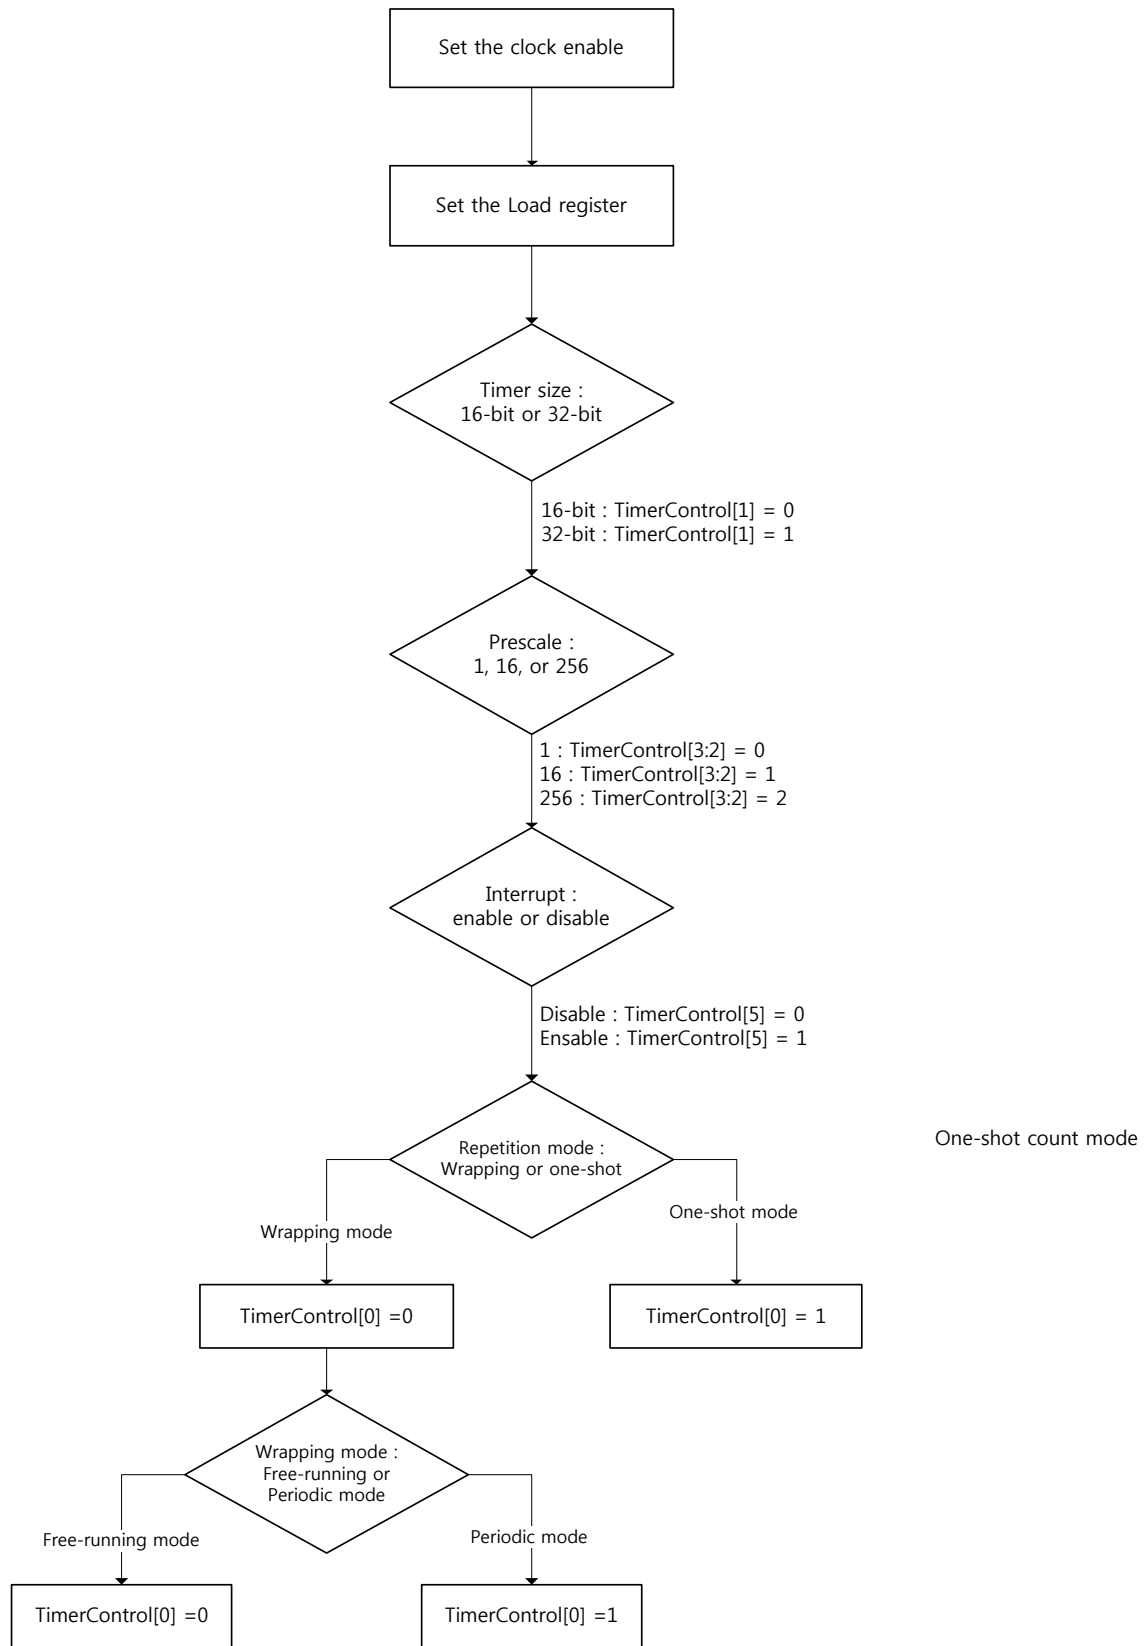 Set the clock enable
Set the Load register
Timer size :
16-bit or 32-bit
16-bit : TimerControl[1] = 0
32-bit : TimerControl[1] = 1
Prescale :
1, 16, or 256
1 : TimerControl[3:2] = 0
16 : TimerControl[3:2] = 1
256 : TimerControl[3:2] = 2
Interrupt :
enable or disable
Disable : TimerControl[5] = 0
Ensable : TimerControl[5] = 1
Repetition mode :
Wrapping or one-shot
One-shot count mode
Wrapping mode
One-shot mode
TimerControl[0] =0
TimerControl[0] = 1
Wrapping mode :
Free-running or
Periodic mode
Free-running mode
Periodic mode
TimerControl[0] =0
TimerControl[0] =1